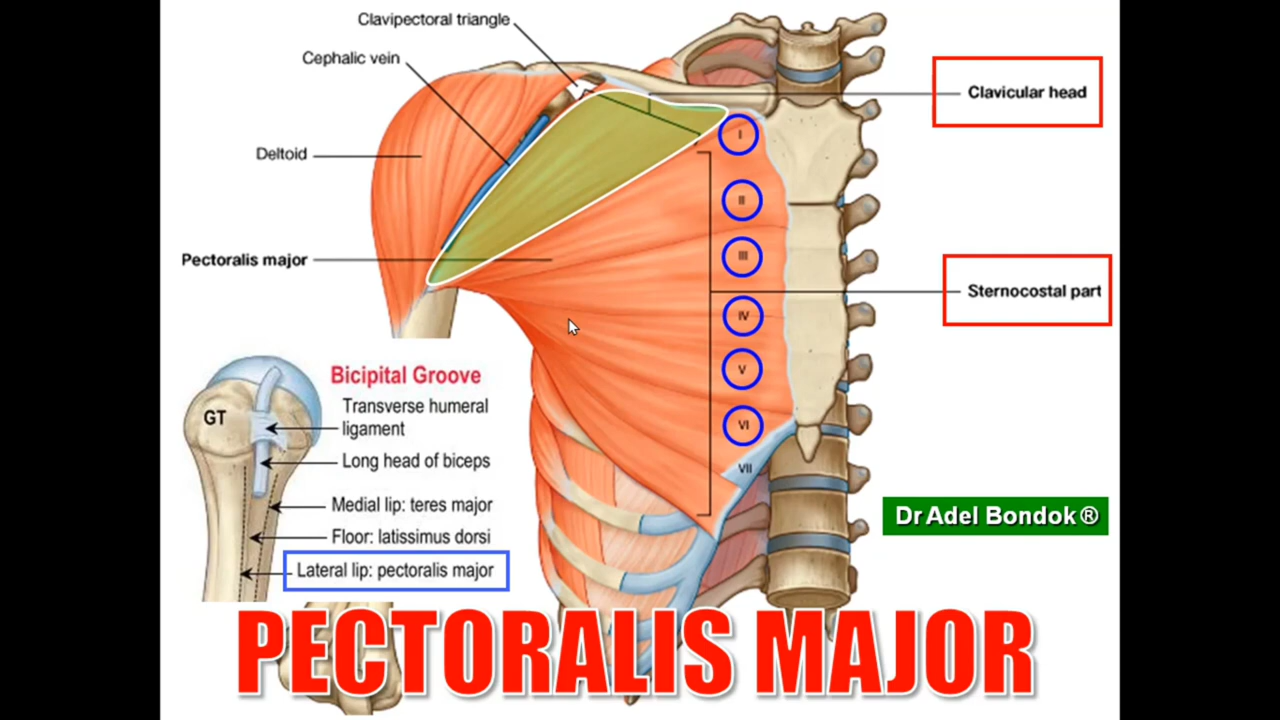 Clavipectoral triangle
Cephalic vein
Clavicular head
Deltoid
Pectoralis major
Sternocostal part
I
II
III
IV
V
VI
VII
Bicipital Groove
GT
Transverse humeral
ligament
Long head of biceps
Medial lip: teres major
Floor: latissimus dorsi
Lateral lip: pectoralis major
Dr Adel Bondok ®
PECTORALIS MAJOR